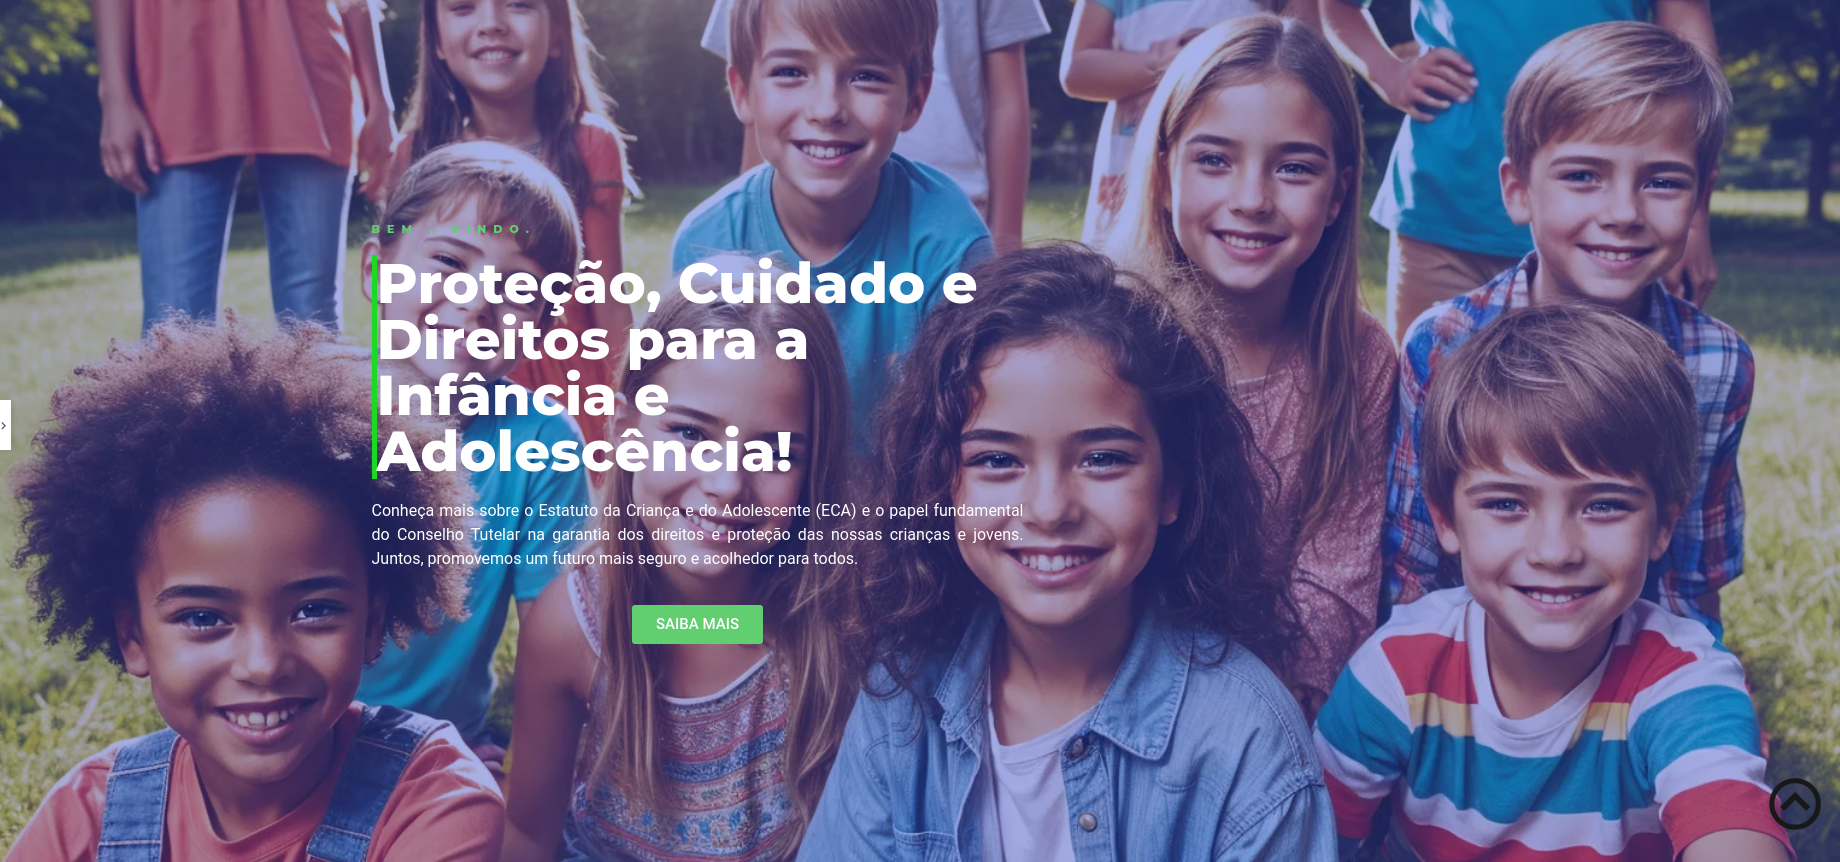 BEM - VINDO.
Proteção, Cuidado e
Direitos para a
Infância e
Adolescência!
Conheça mais sobre o Estatuto da Criança e do Adolescente (ECA) e o papel fundamental
do Conselho Tutelar na garantia dos direitos e proteção das nossas crianças e jovens.
Juntos, promovemos um futuro mais seguro e acolhedor para todos.
SAIBA MAIS